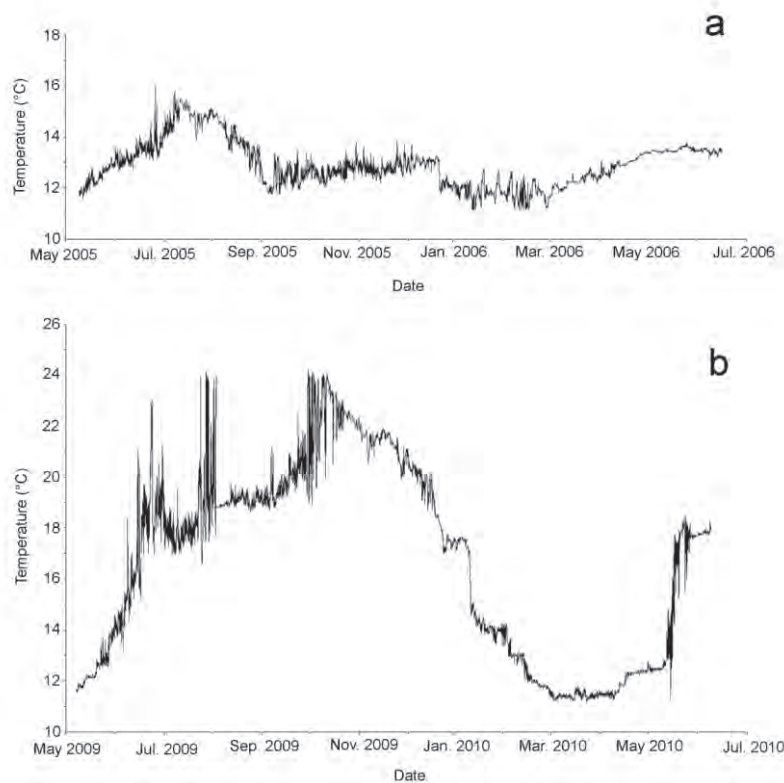 a
18
16
14
12
10
Temperature (°C)
May 2005 Jul. 2005 Sep. 2005 Nov. 2005 Jan. 2006 Mar. 2006 May 2006 Jul. 2006
Date
b
26
24
22
20
18
16
14
12
10
Temperature (°C)
May 2009 Jul. 2009 Sep. 2009 Nov. 2009 Jan. 2010 Mar. 2010 May 2010 Jul. 2010
Date